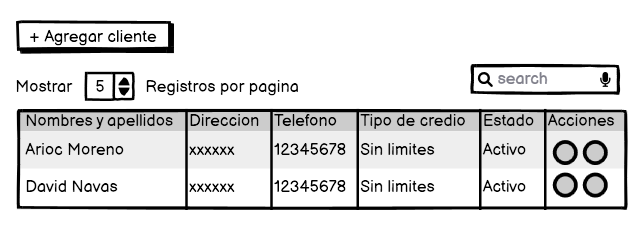 + Agregar cliente
search
Mostrar 5 Registros por pagina
Nombres y apellidos Direccion Telefono Tipo de credio Estado Acciones
Arioc Moreno xxxxxx 12345678 Sin limites Activo
David Navas xxxxxx 12345678 Sin limites Activo